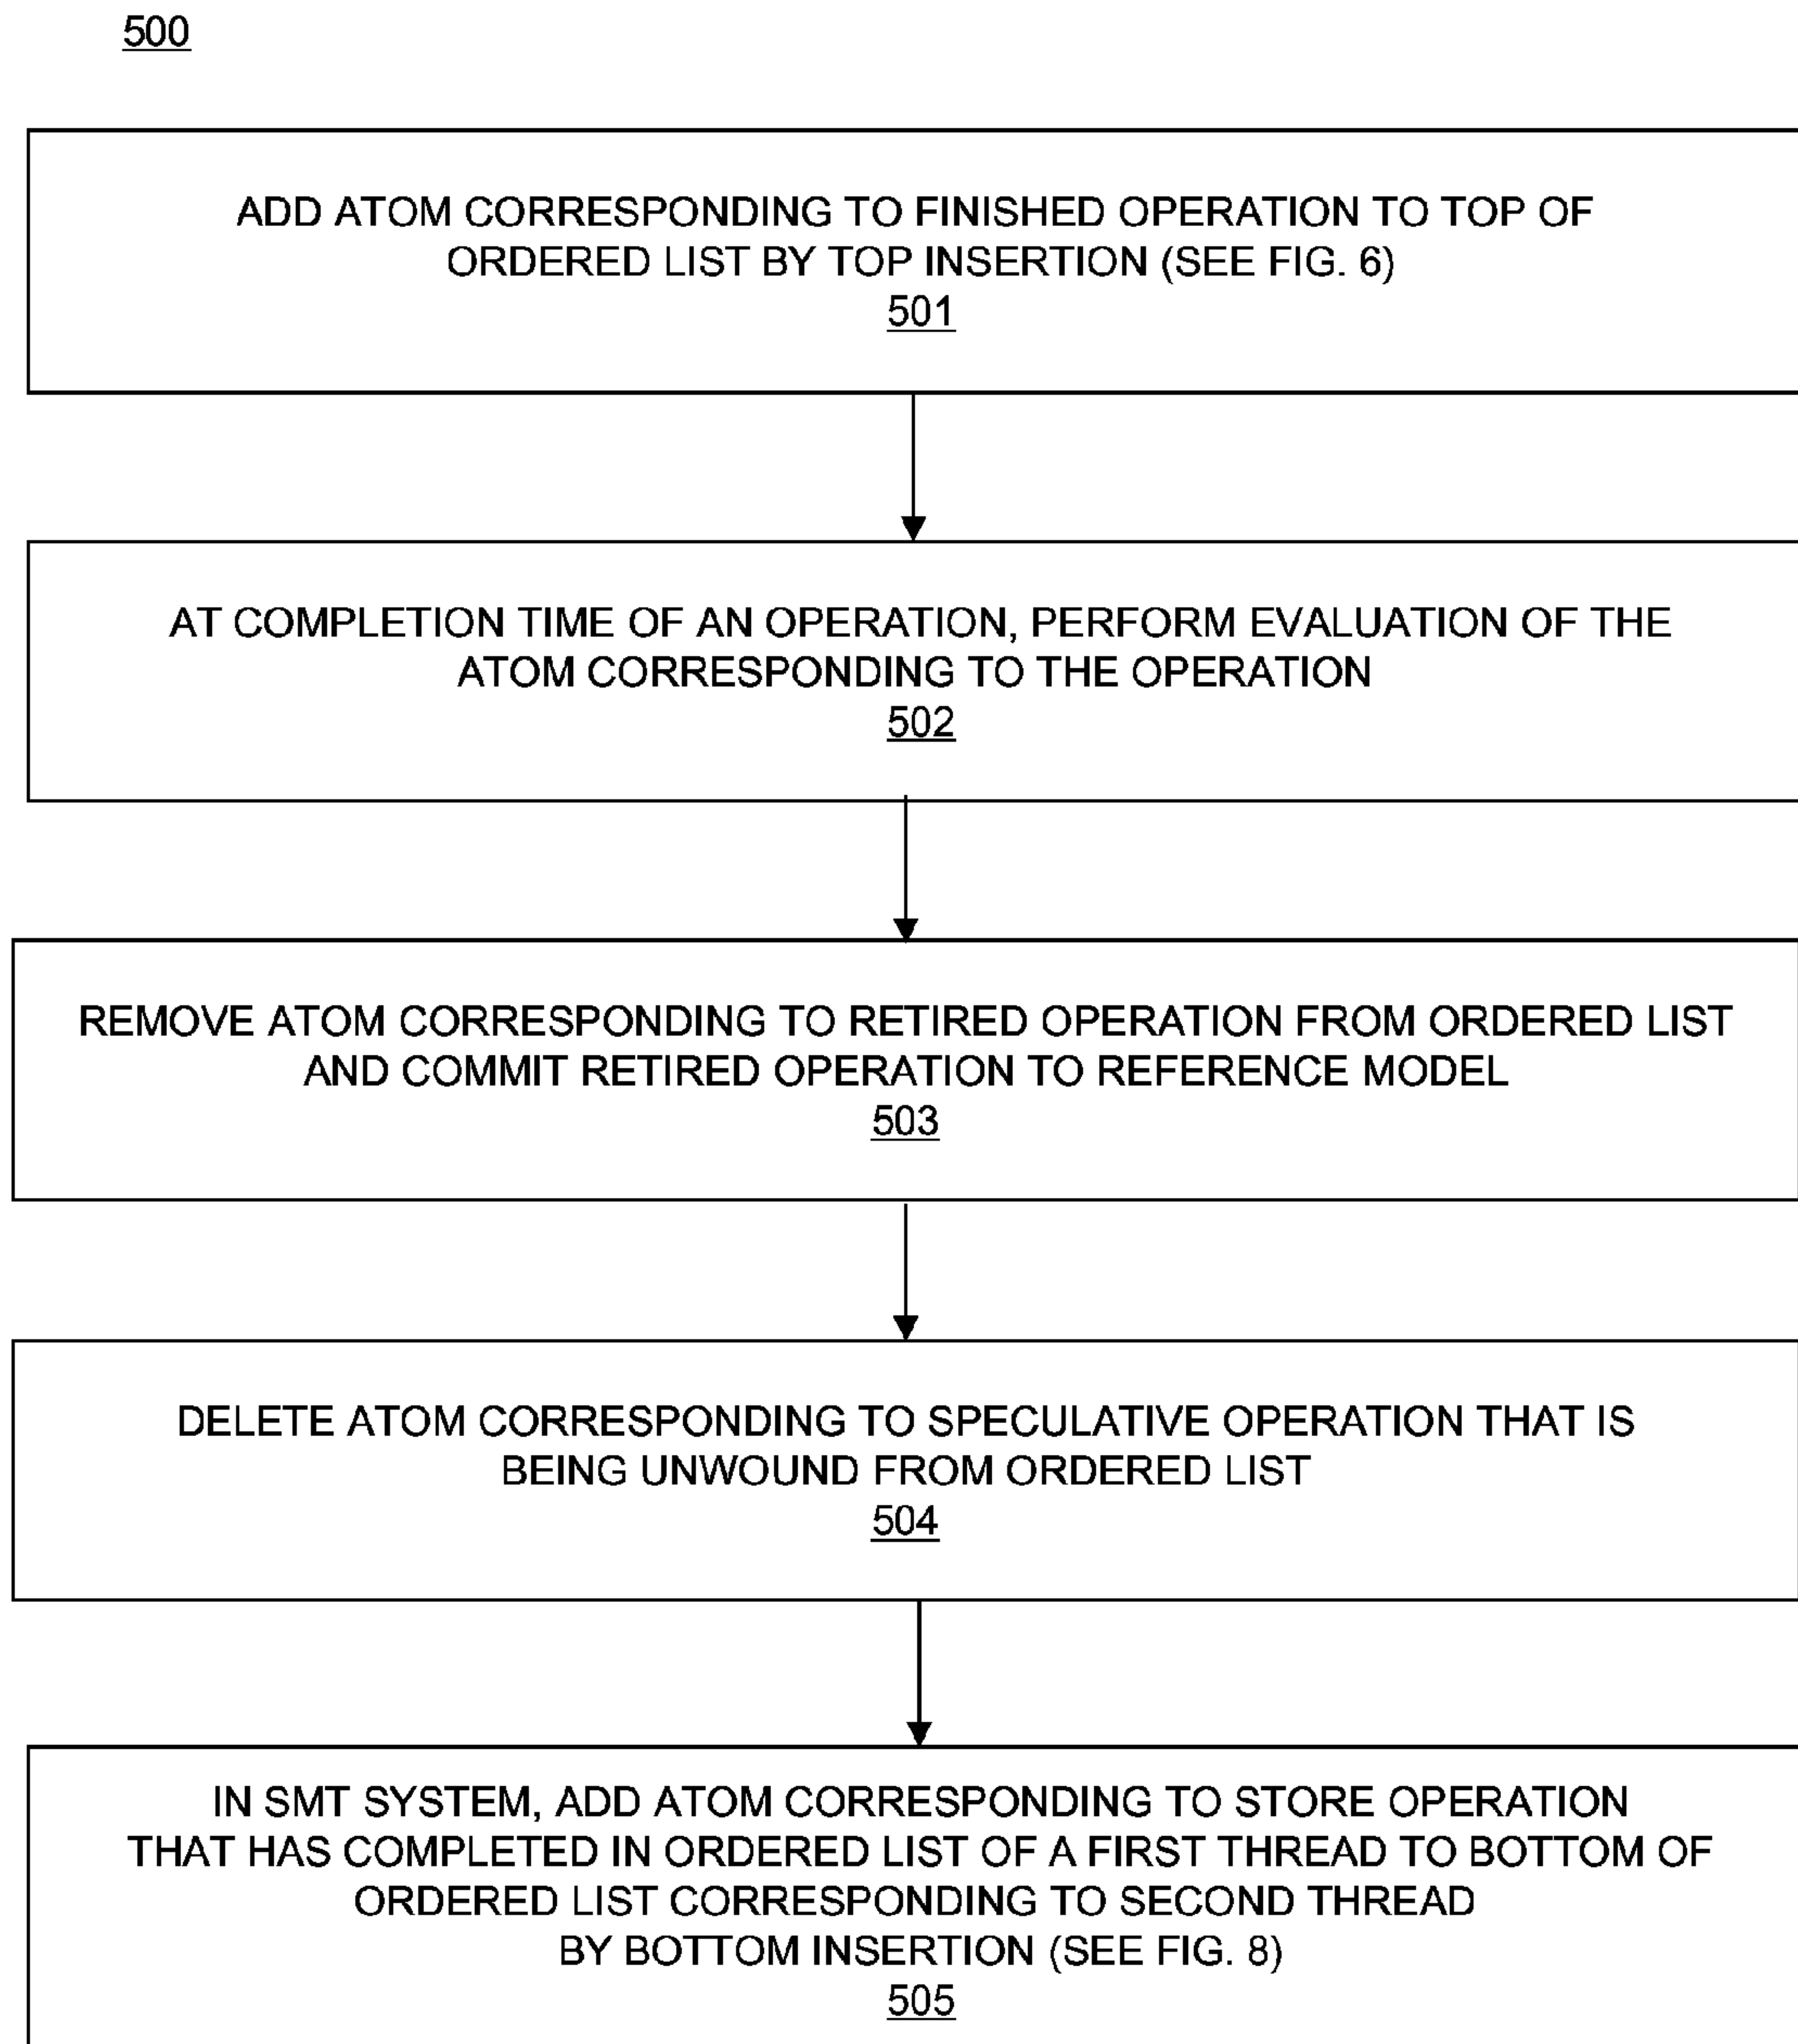 500
ADD ATOM CORRESPONDING TO FINISHED OPERATION TO TOP OF
ORDERED LIST BY TOP INSERTION (SEE FIG. 6)
501
AT COMPLETION TIME OF AN OPERATION, PERFORM EVALUATION OF THE
ATOM CORRESPONDING TO THE OPERATION
502
REMOVE ATOM CORRESPONDING TO RETIRED OPERATION FROM ORDERED LIST
AND COMMIT RETIRED OPERATION TO REFERENCE MODEL
503
DELETE ATOM CORRESPONDING TO SPECULATIVE OPERATION THAT IS
BEING UNWOUND FROM ORDERED LIST
504
IN SMT SYSTEM, ADD ATOM CORRESPONDING TO STORE OPERATION
THAT HAS COMPLETED IN ORDERED LIST OF A FIRST THREAD TO BOTTOM OF
ORDERED LIST CORRESPONDING TO SECOND THREAD
BY BOTTOM INSERTION (SEE FIG. 8)
505